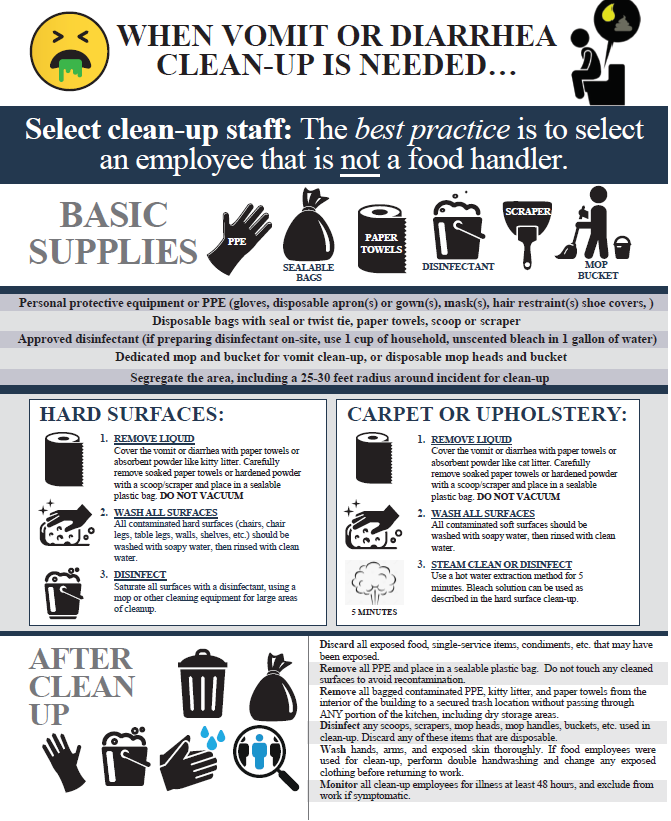 WHEN VOMIT OR DIARRHEA
CLEAN-UP IS NEEDED…
Select clean-up staff: The best practice is to select
an employee that is not a food handler.
BASIC
SUPPLIES
PPE
SEALABLE
BAGS
PAPER
TOWELS
DISINFECTANT
SCRAPER
MOP
BUCKET
Personal protective equipment or PPE (gloves, disposable apron(s) or gown(s), mask(s), hair restraint(s) shoe covers, )
Disposable bags with seal or twist tie, paper towels, scoop or scraper
Approved disinfectant (if preparing disinfectant on-site, use 1 cup of household, unscented bleach in 1 gallon of water)
Dedicated mop and bucket for vomit clean-up, or disposable mop heads and bucket
Segregate the area, including a 25-30 feet radius around incident for clean-up
HARD SURFACES:
1. REMOVE LIQUID
Cover the vomit or diarrhea with paper towels or
absorbent powder like kitty litter. Carefully
remove soaked paper towels or hardened powder
with a scoop/scraper and place in a sealable
plastic bag. DO NOT VACUUM
2. WASH ALL SURFACES
All contaminated hard surfaces (chairs, chair
legs, table legs, walls, shelves, etc.) should be
washed with soapy water, then rinsed with clean
water.
3. DISINFECT
Saturate all surfaces with a disinfectant, using a
mop or other cleaning equipment for large areas
of cleanup.
CARPET OR UPHOLSTERY:
1. REMOVE LIQUID
Cover the vomit or diarrhea with paper towels or
absorbent powder like cat litter. Carefully
remove soaked paper towels or hardened powder
with a scoop/scraper and place in a sealable
plastic bag. DO NOT VACUUM
2. WASH ALL SURFACES
All contaminated soft surfaces should be
washed with soapy water, then rinsed with clean
water.
3. STEAM CLEAN OR DISINFECT
Use a hot water extraction method for 5
minutes. Bleach solution can be used as
described in the hard surface clean-up.
5 MINUTES
AFTER
CLEAN
UP
Discard all exposed food, single-service items, condiments, etc. that may have
been exposed.
Remove all PPE and place in a sealable plastic bag. Do not touch any cleaned
surfaces to avoid recontamination.
Remove all bagged contaminated PPE, kitty litter, and paper towels from the
interior of the building to a secured trash location without passing through
ANY portion of the kitchen, including dry storage areas.
Disinfect any scoops, scrapers, mop heads, mop handles, buckets, etc. used in
clean-up. Discard any of these items that are disposable.
Wash hands, arms, and exposed skin thoroughly. If food employees were
used for clean-up, perform double handwashing and change any exposed
clothing before returning to work.
Monitor all clean-up employees for illness at least 48 hours, and exclude from
work if symptomatic.